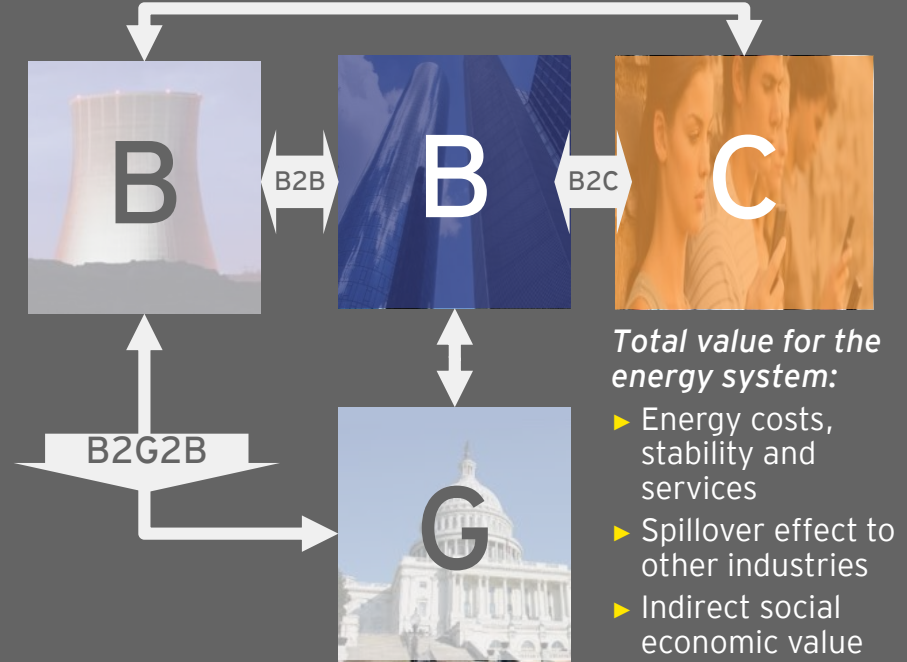 B
B2B
B
B2C
C
B2G2B
G
Total value for the
energy system:
► Energy costs,
stability and
services
► Spillover effect to
other industries
► Indirect social
economic value